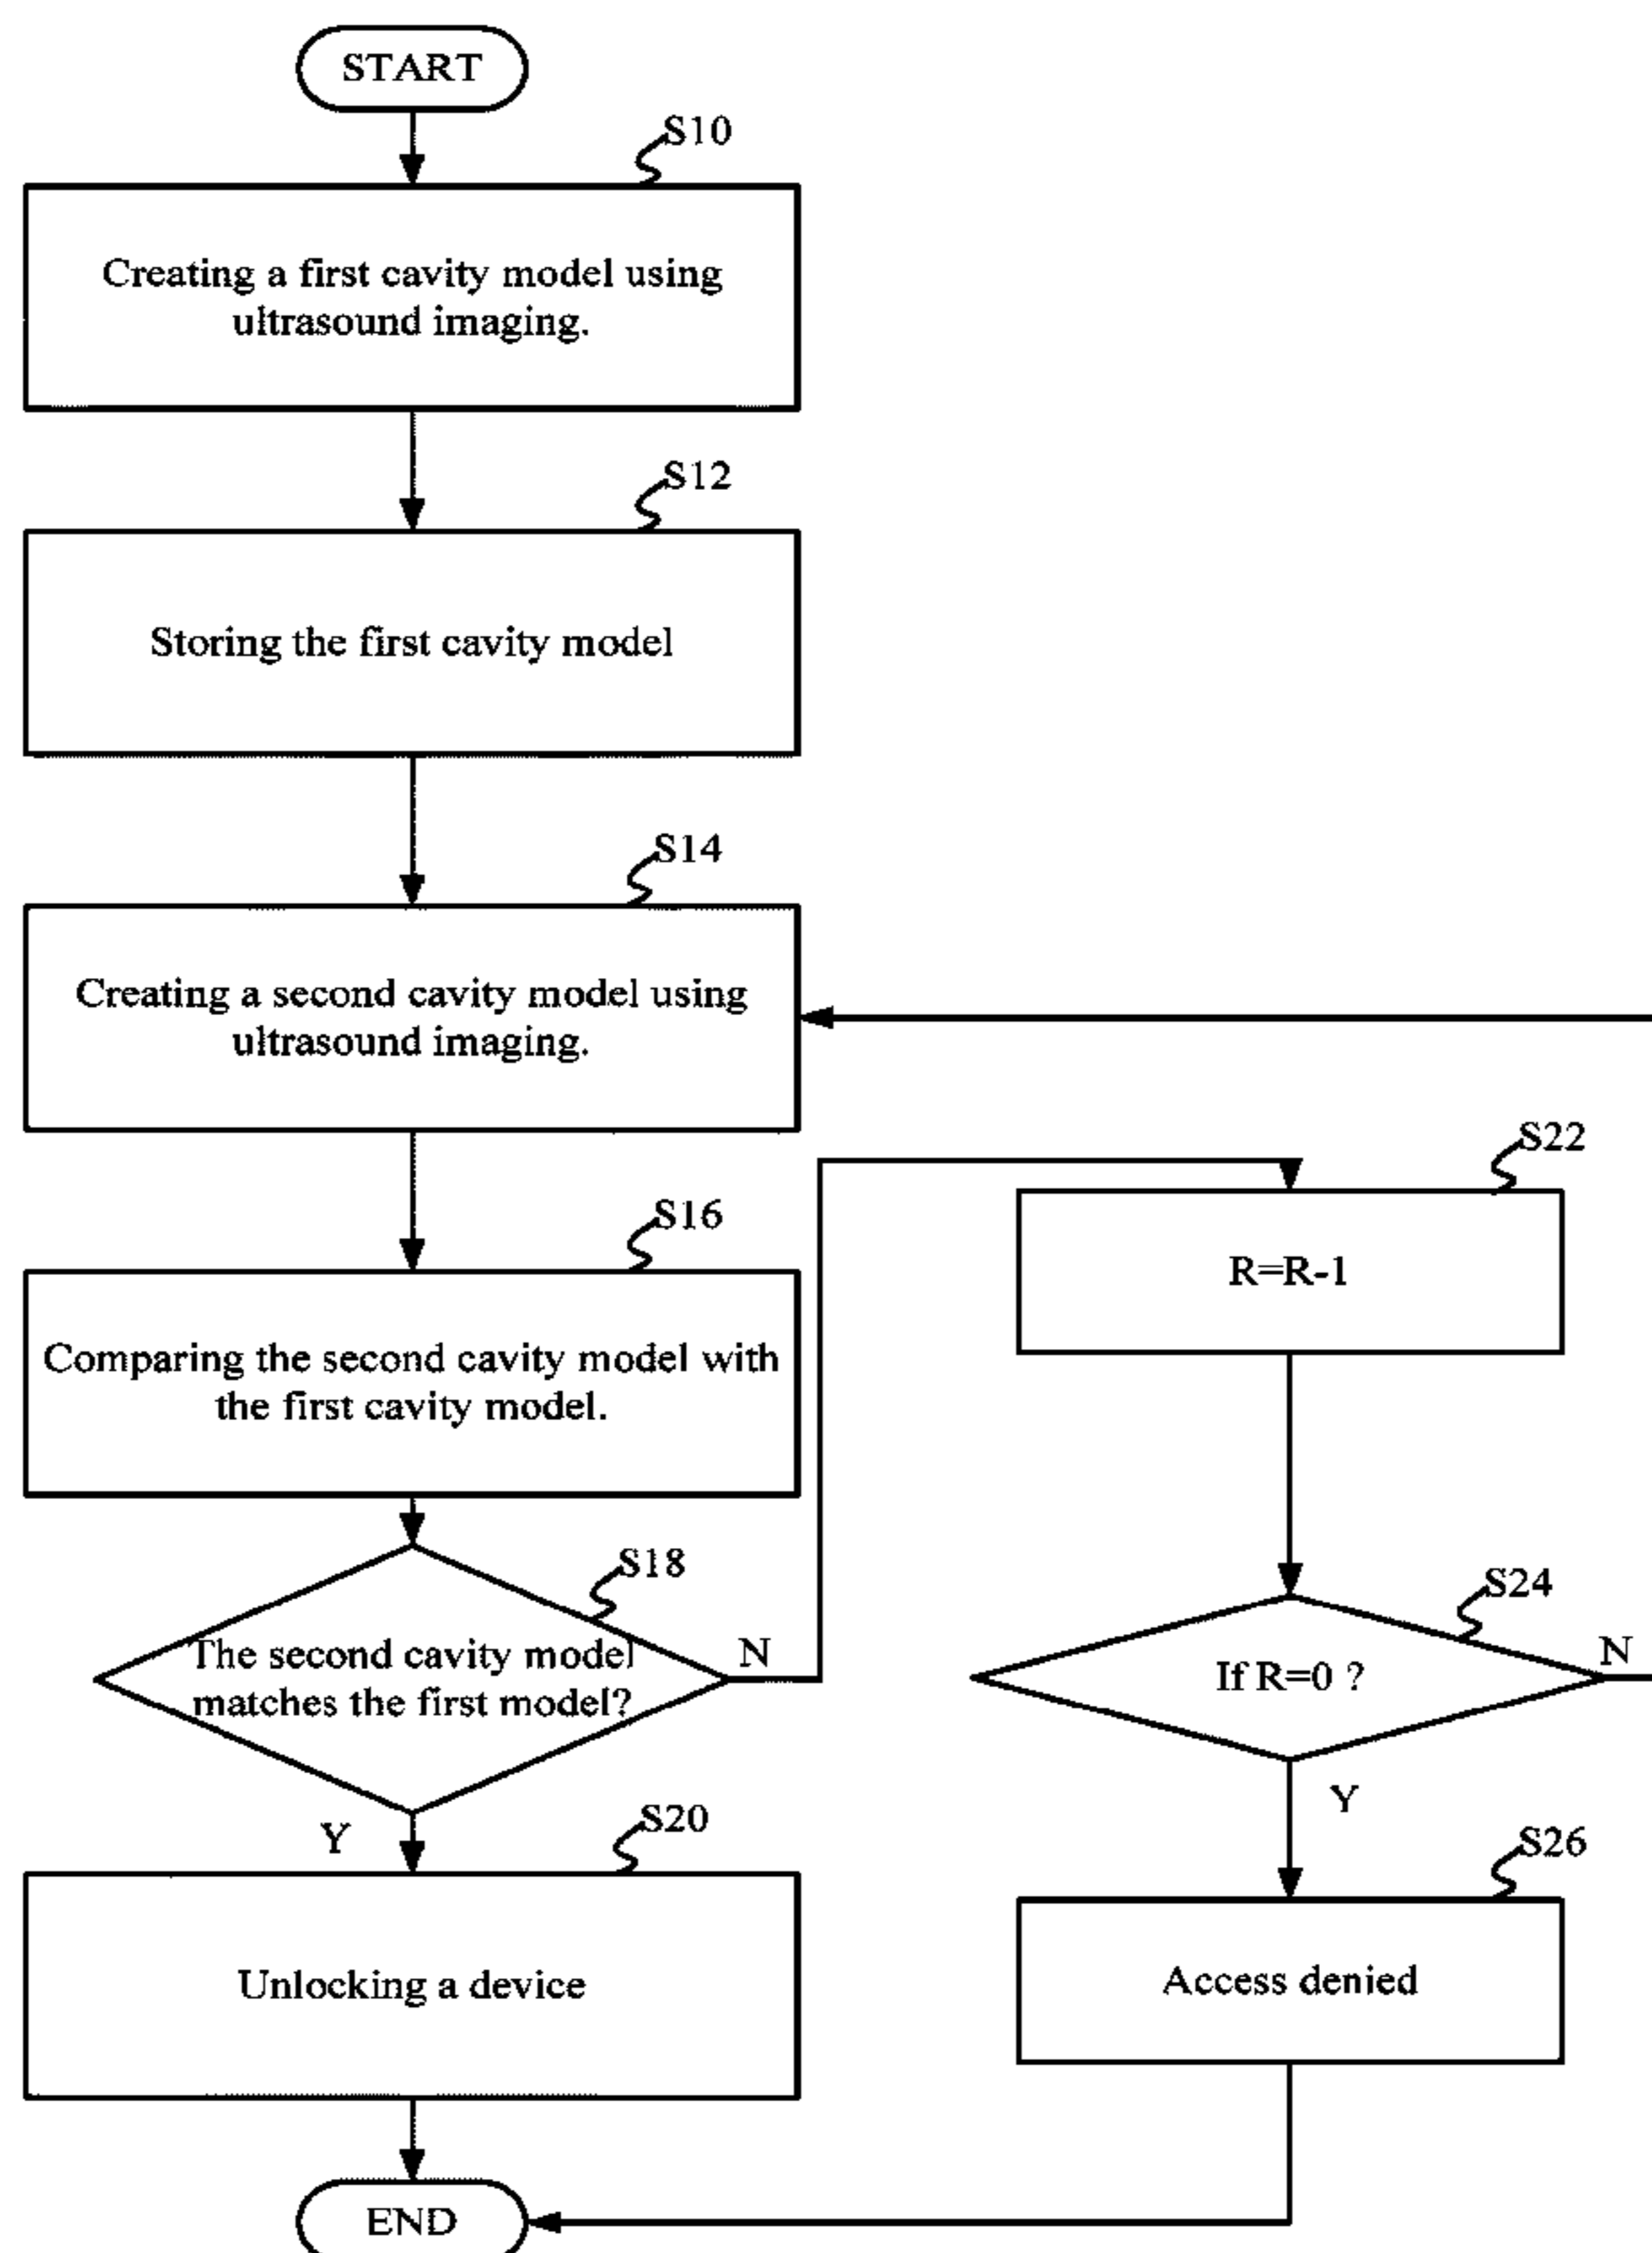 START
S10
Creating a first cavity model using
ultrasound imaging.
S12
Storing the first cavity model
S14
Creating a second cavity model using
ultrasound imaging.
S16
Comparing the second cavity model with
the first cavity model.
S18
The second cavity model
matches the first model?
N
Y
S20
Unlocking a device
END
S22
R=R-1
S24
If R=0 ?
N
Y
S26
Access denied